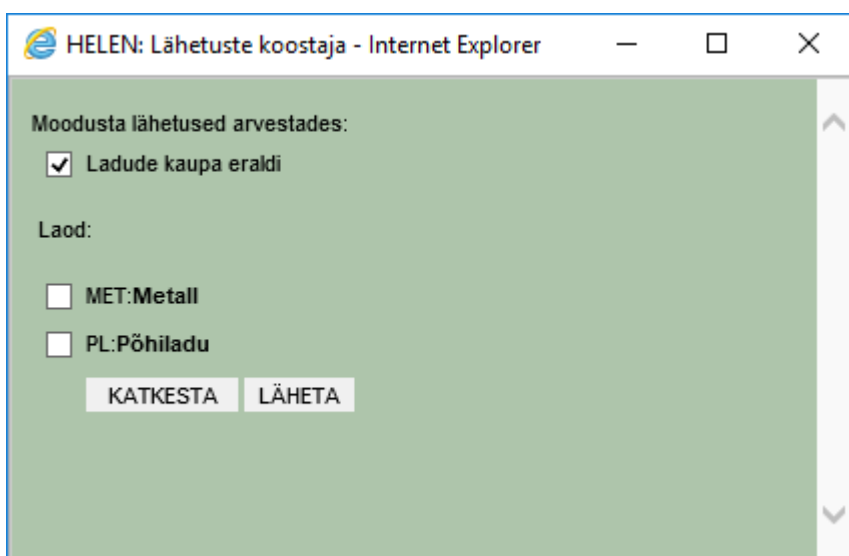 HELEN: Lähetuste koostaja - Internet Explorer
Moodusta lähetused arvestades:
Ladude kaupa eraldi
Laod:
MET:Metall
PL:Põhiladu
KATKESTA LÄHETA